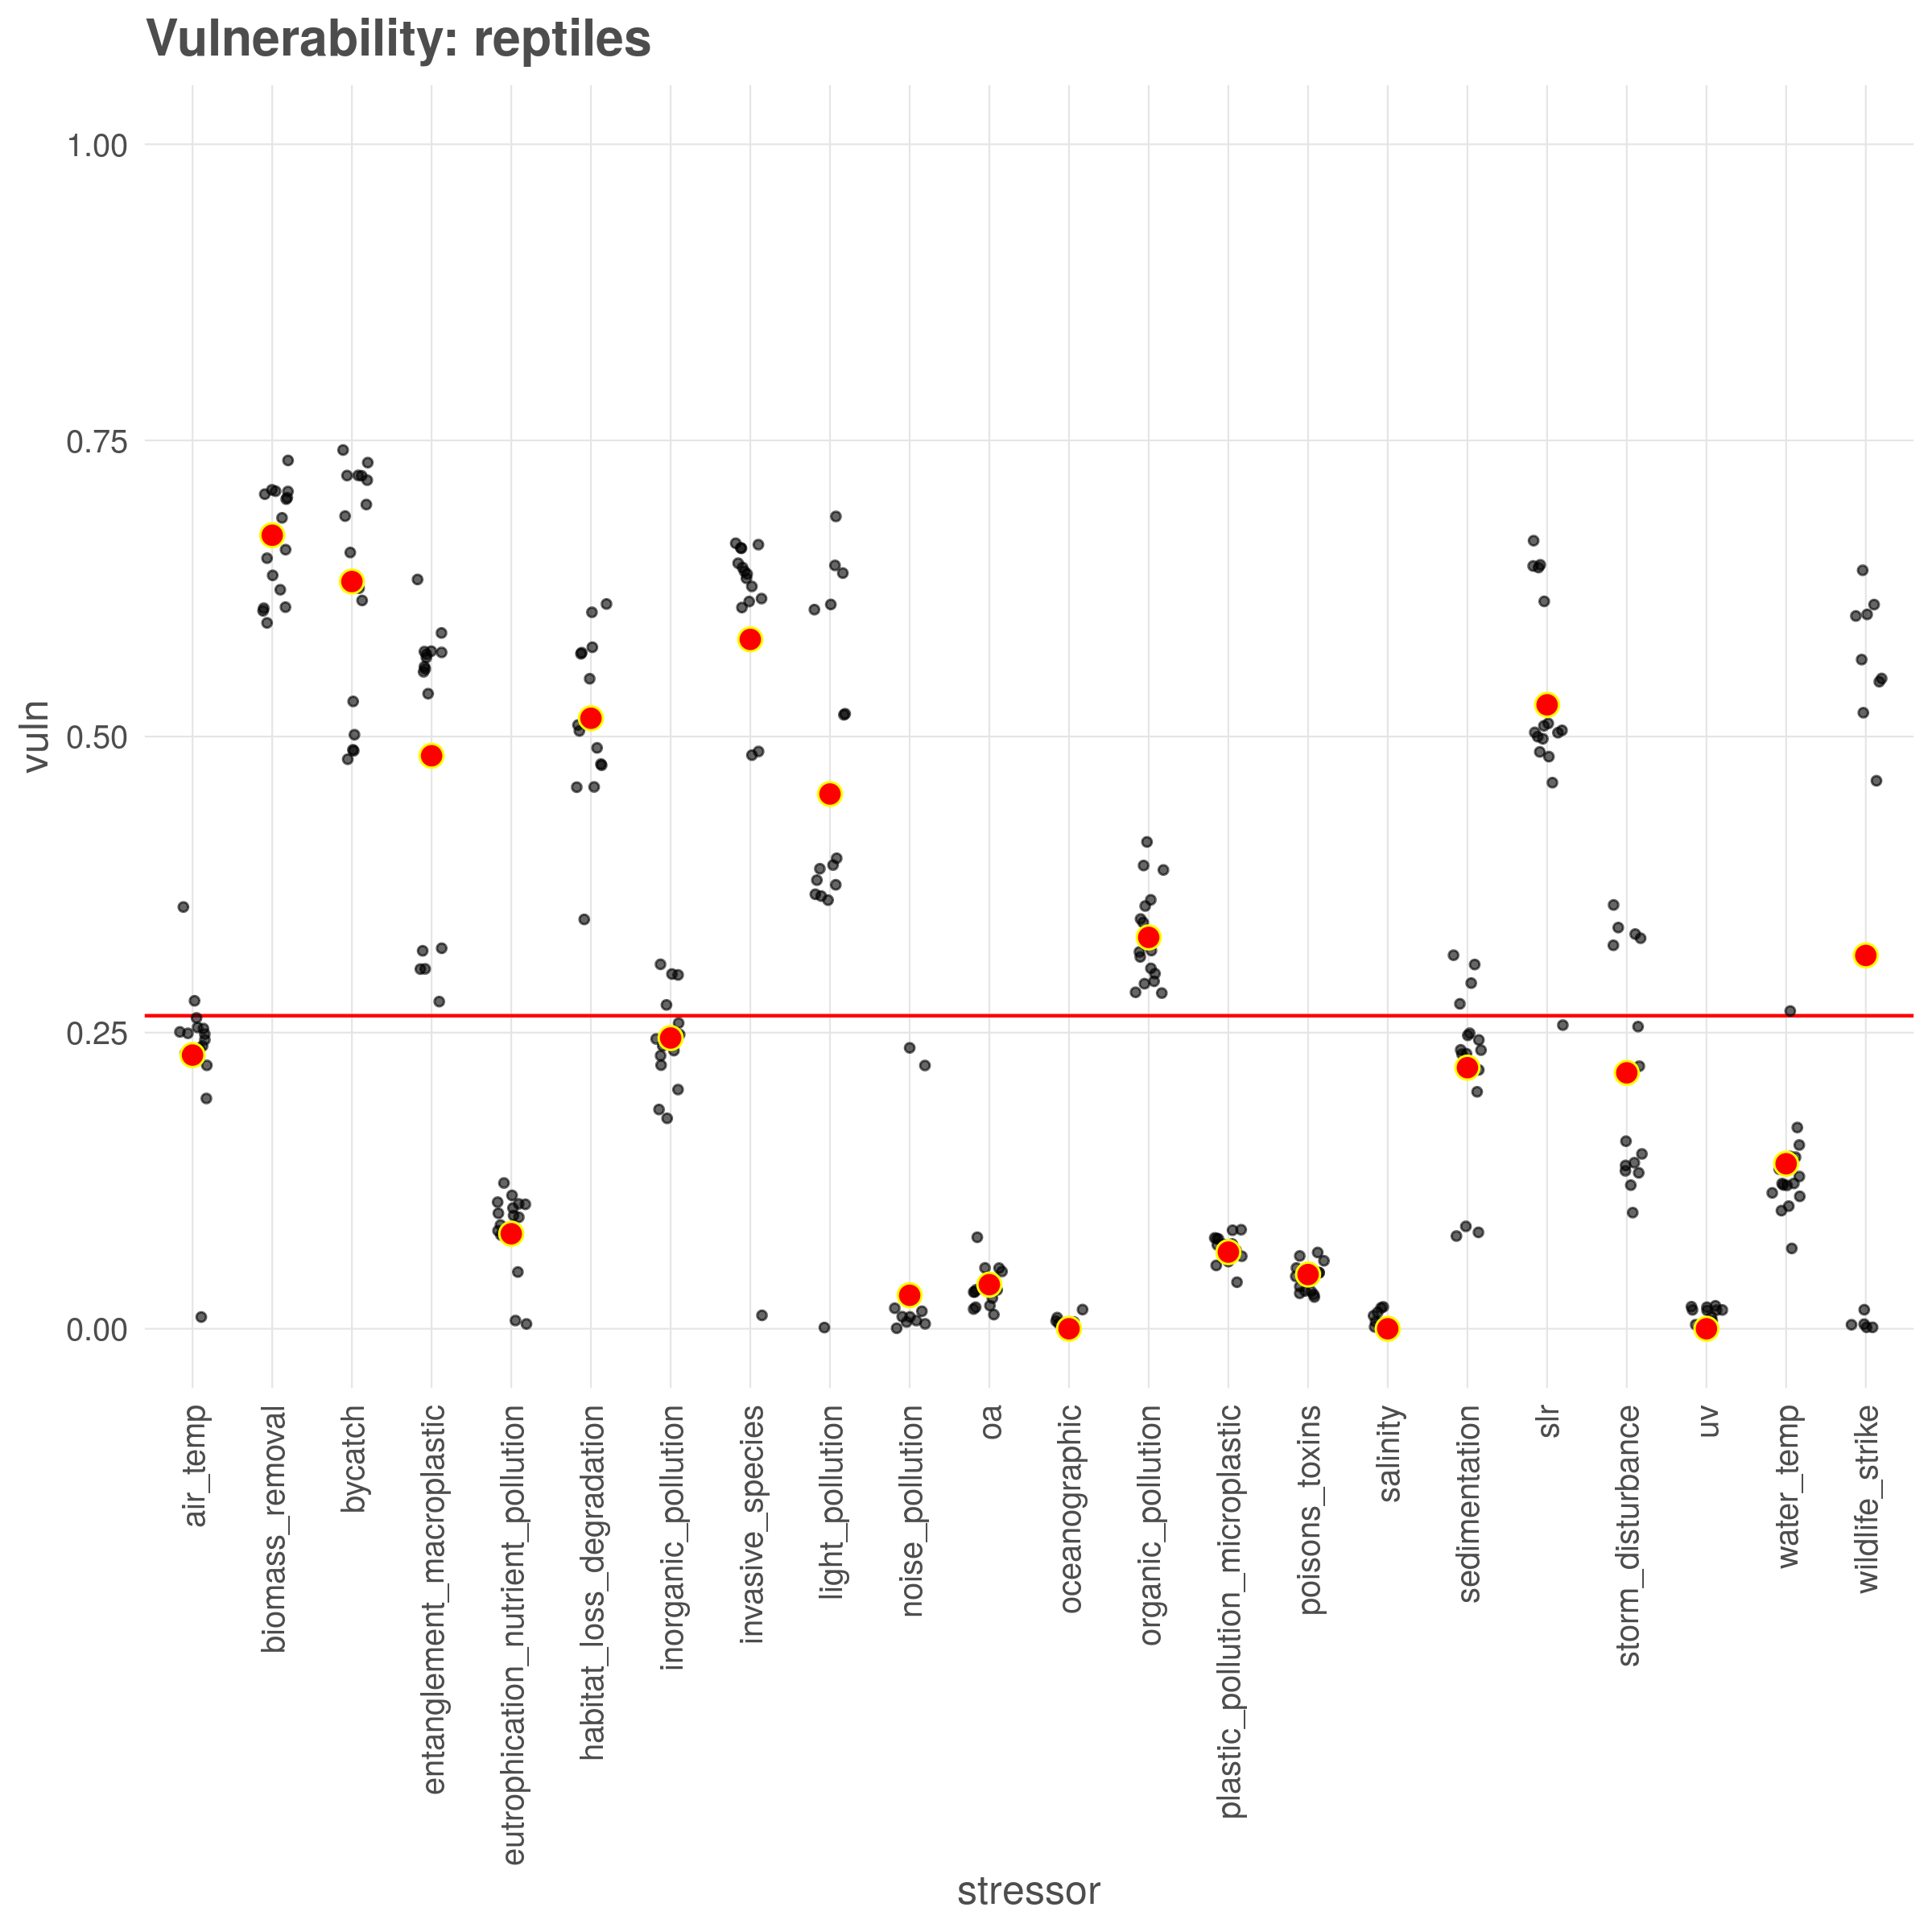 Vulnerability: reptiles
1.00
0.75
0.50
0.25
0.00
vuln
air_temp
biomass_removal
bycatch
entanglement_macroplastic
eutrophication_nutrient_pollution
habitat_loss_degradation
inorganic_pollution
invasive_species
light_pollution
noise_pollution
oa
oceanographic
organic_pollution
plastic_pollution_microplastic
poisons_toxins
salinity
sedimentation
slr
storm_disturbance
uv
water_temp
wildlife_strike
stressor